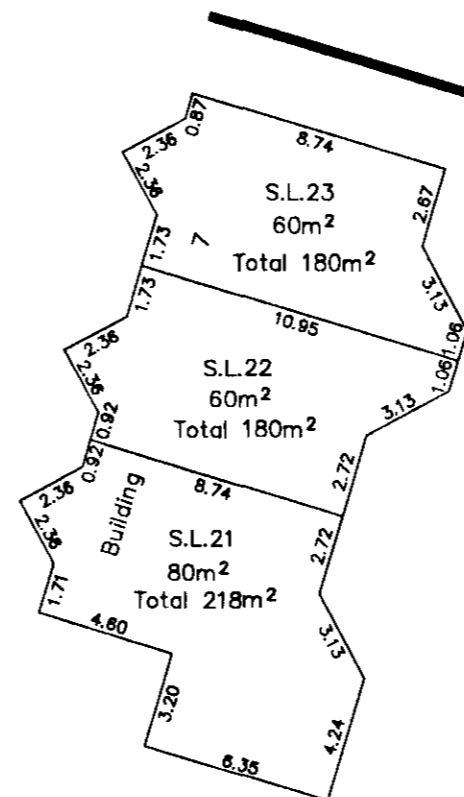 0.87
8.74
2.36
2.36
S.L.23
60m²
Total 180m²
2.67
1.73
7
3.13
10.95
1.06
1.73
2.36
2.36
S.L.22
60m²
Total 180m²
1.06
3.13
0.92
2.72
0.92
8.74
2.36
2.36
Building
S.L.21
80m²
Total 218m²
2.72
1.71
4.60
3.13
3.20
4.24
6.35